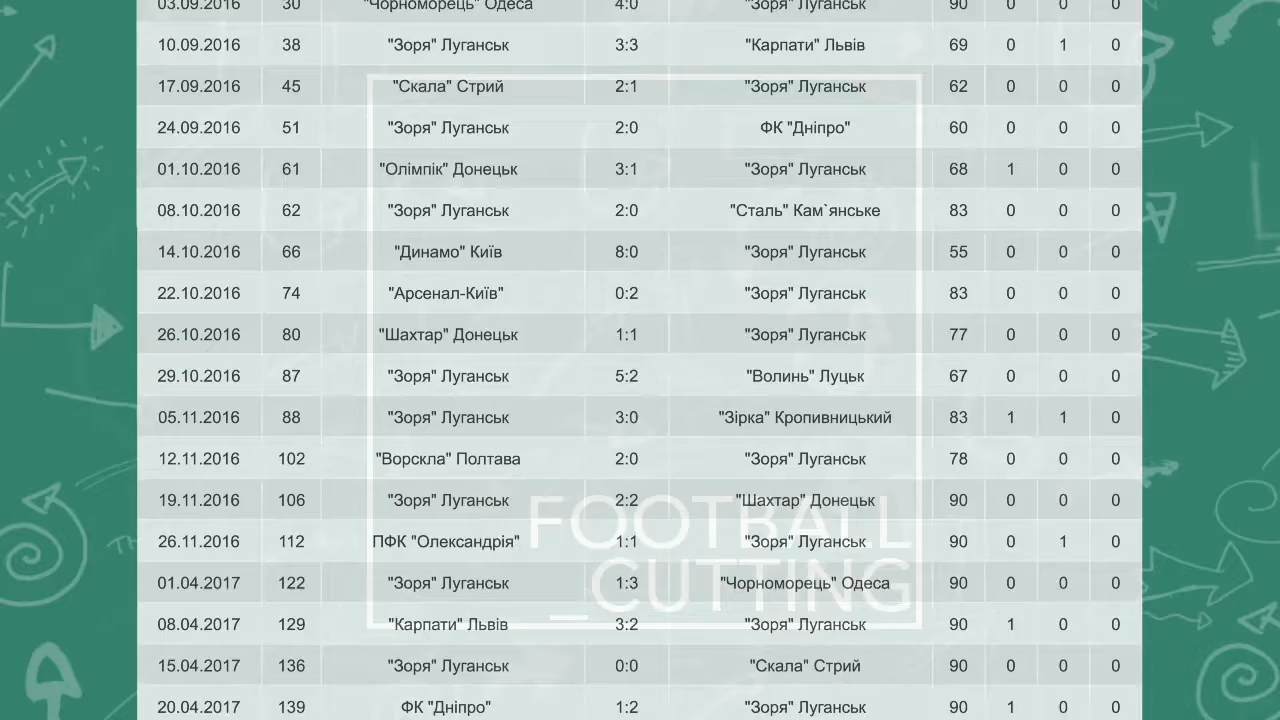 03.09.2016 30 "Чорноморець" Одеса 4:0 "Зоря" Луганськ 90 0 0 0
10.09.2016 38 "Зоря" Луганськ 3:3 "Карпати" Львів 69 0 1 0
17.09.2016 45 "Скала" Стрий 2:1 "Зоря" Луганськ 62 0 0 0
24.09.2016 51 "Зоря" Луганськ 2:0 ФК "Дніпро" 60 0 0 0
01.10.2016 61 "Олімпік" Донецьк 3:1 "Зоря" Луганськ 68 1 0 0
08.10.2016 62 "Зоря" Луганськ 2:0 "Сталь" Кам`янське 83 0 0 0
14.10.2016 66 "Динамо" Київ 8:0 "Зоря" Луганськ 55 0 0 0
22.10.2016 74 "Арсенал-Київ" 0:2 "Зоря" Луганськ 83 0 0 0
26.10.2016 80 "Шахтар" Донецьк 1:1 "Зоря" Луганськ 77 0 0 0
29.10.2016 87 "Зоря" Луганськ 5:2 "Волинь" Луцьк 67 0 0 0
05.11.2016 88 "Зоря" Луганськ 3:0 "Зірка" Кропивницький 83 1 1 0
12.11.2016 102 "Ворскла" Полтава 2:0 "Зоря" Луганськ 78 0 0 0
19.11.2016 106 "Зоря" Луганськ 2:2 "Шахтар" Донецьк 90 0 0 0
26.11.2016 112 ПФК "Олександрія" 1:1 "Зоря" Луганськ 90 0 1 0
01.04.2017 122 "Зоря" Луганськ 1:3 "Чорноморець" Одеса 90 0 0 0
08.04.2017 129 "Карпати" Львів 3:2 "Зоря" Луганськ 90 1 0 0
15.04.2017 136 "Зоря" Луганськ 0:0 "Скала" Стрий 90 0 0 0
20.04.2017 139 ФК "Дніпро" 1:2 "Зоря" Луганськ 90 1 0 0
FOOTBALL
_CUTTING